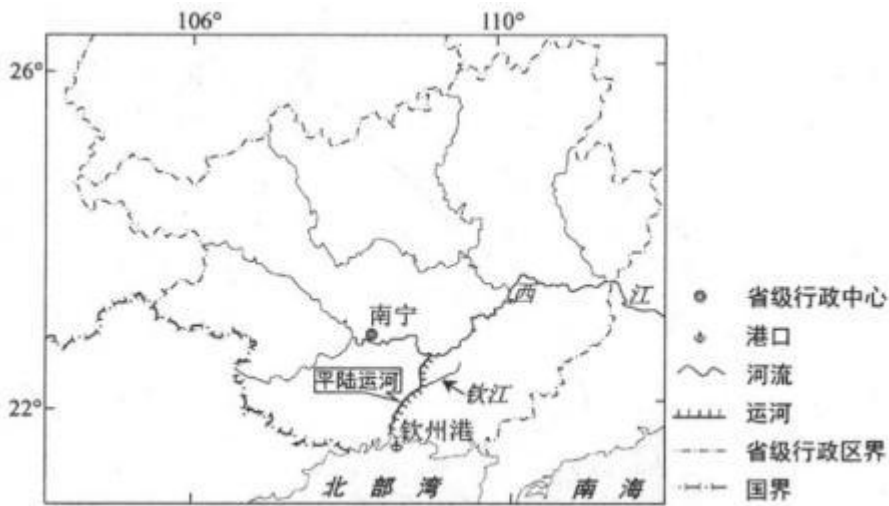 106° 110°
26°
22°
南宁
西 江
平陆运河
钦江
钦州港
北部湾
南海
省级行政中心
港口
河流
运河
省级行政区界
国界